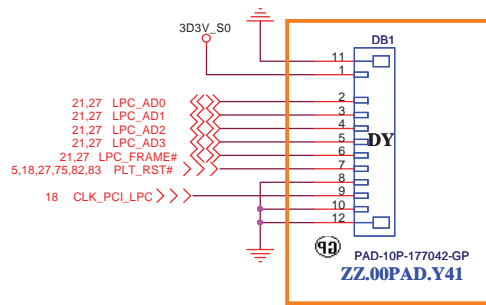 3D3V_S0
DB1
11
1
21,27 LPC_AD0 2
21,27 LPC_AD1 3
21,27 LPC_AD2 4
21,27 LPC_AD3 5
DY
21,27 LPC_FRAME# 6
5,18,27,75,82,83 PLT_RST# 7
8
18 CLK_PCI_LPC 9
10
12
GP
PAD-10P-177042-GP
ZZ.00PAD.Y41